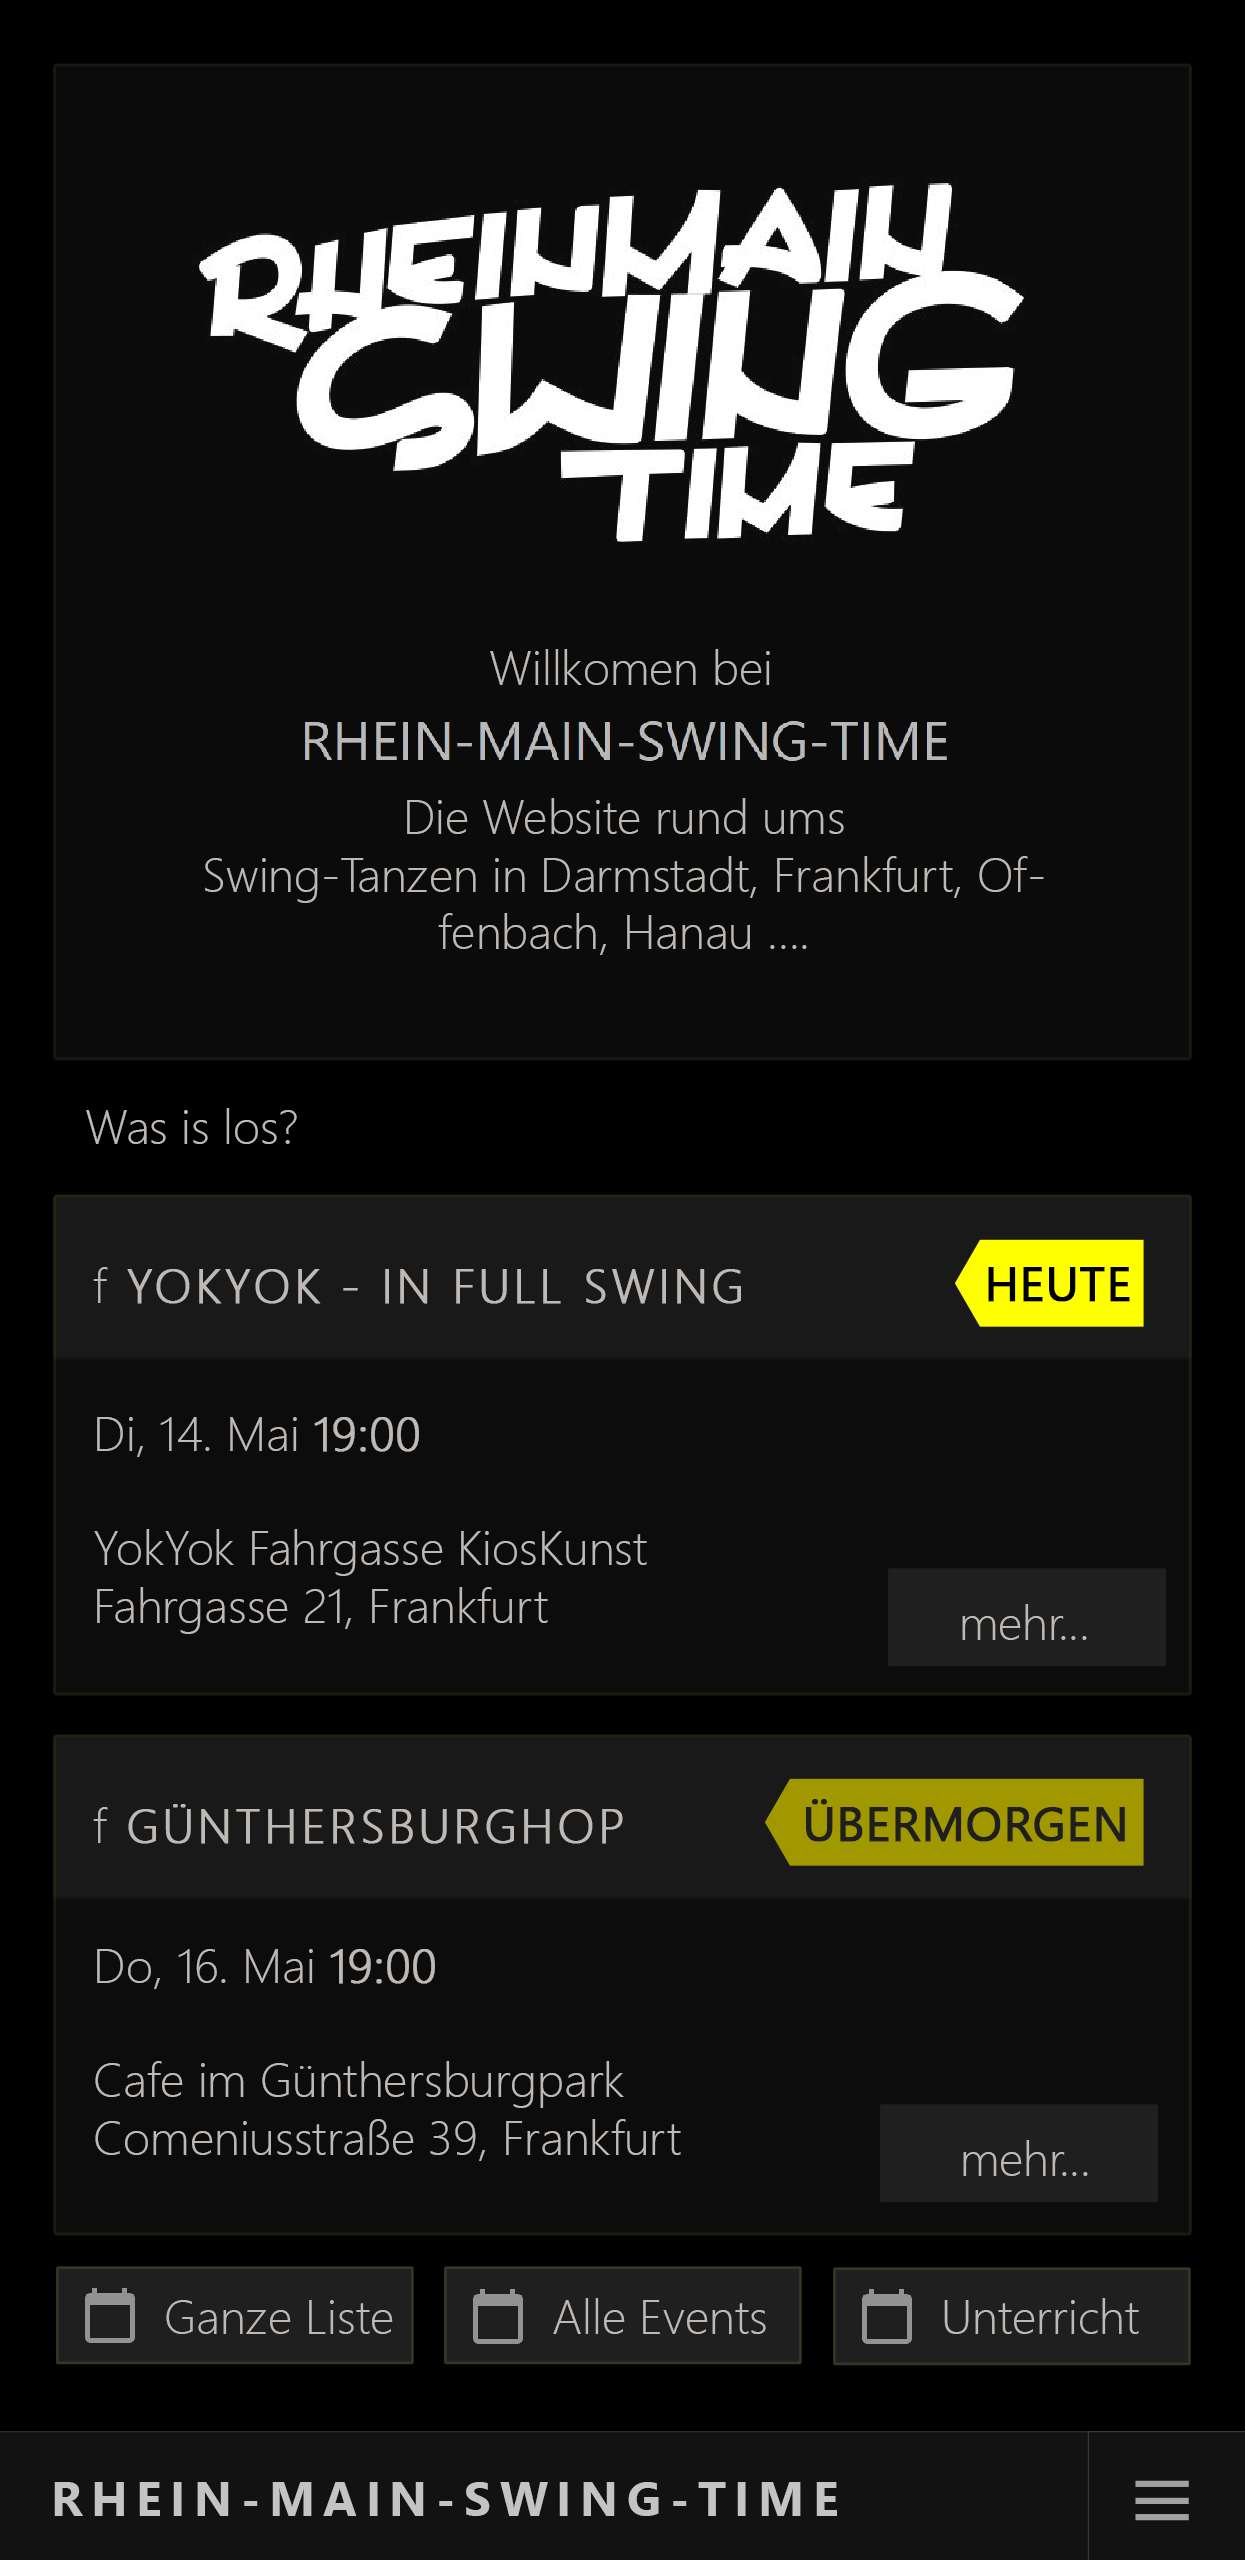 RHEINMAIN
SWING
TIME
Willkomen bei
RHEIN-MAIN-SWING-TIME
Die Website rund ums
Swing-Tanzen in Darmstadt, Frankfurt, Of-
fenbach, Hanau ....
Was is los?
f YOKYOK - IN FULL SWING
HEUTE
Di, 14. Mai 19:00
YokYok Fahrgasse KiosKunst
Fahrgasse 21, Frankfurt
mehr...
f GÜNTHERSBURGHOP
ÜBERMORGEN
Do, 16. Mai 19:00
Cafe im Günthersburgpark
Comeniusstraße 39, Frankfurt
mehr...
Ganze Liste
Alle Events
Unterricht
RHEIN-MAIN-SWING-TIME